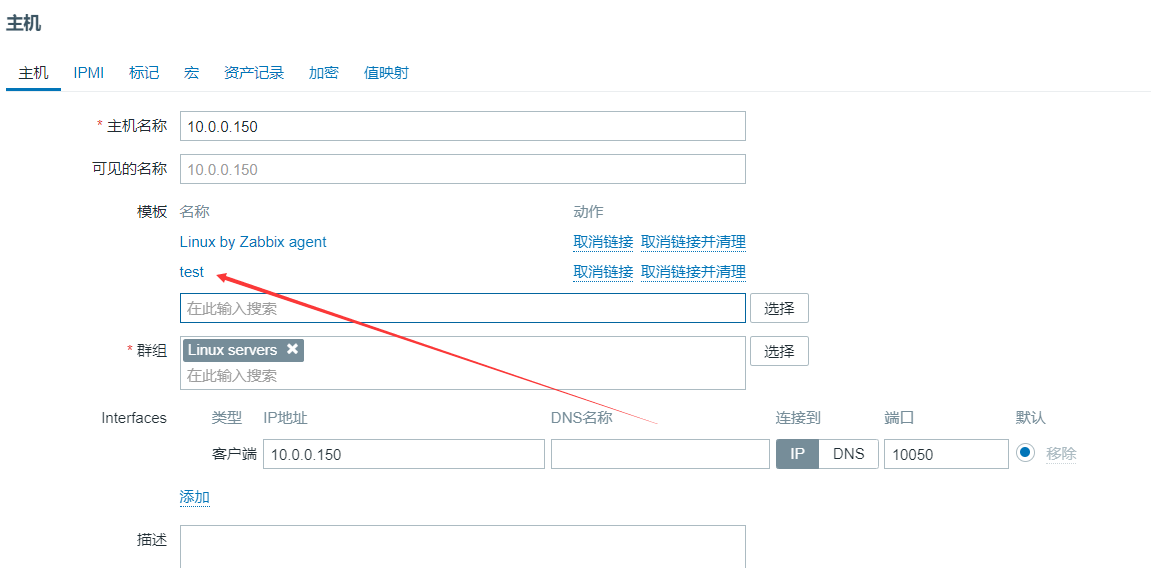 主机
主机 IPMI 标记 宏 资产记录 加密 值映射
* 主机名称 10.0.0.150
可见的名称 10.0.0.150
模板 名称 动作
Linux by Zabbix agent 取消链接 取消链接并清理
test 取消链接 取消链接并清理
在此输入搜索 选择
* 群组 Linux servers ✖ 选择
在此输入搜索
Interfaces 类型 IP地址 DNS名称 连接到 端口 默认
客户端 10.0.0.150 IP DNS 10050 移除
添加
描述